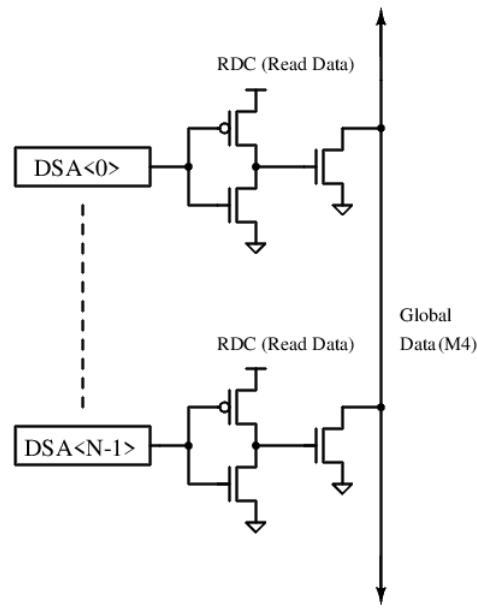 RDC (Read Data)
DSA<0>
Global
Data(M4)
RDC (Read Data)
DSA<N-1>